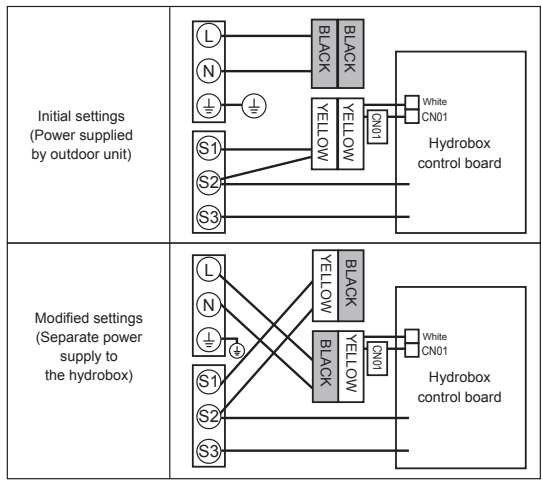 Initial settings
(Power supplied
by outdoor unit)
L
N
S1
S2
S3
BLACK
BLACK
YELLOW
YELLOW
CN01
White
CN01
Hydrobox
control board
Modified settings
(Separate power
supply to
the hydrobox)
L
N
S1
S2
S3
YELLOW
BLACK
BLACK
YELLOW
CN01
White
CN01
Hydrobox
control board